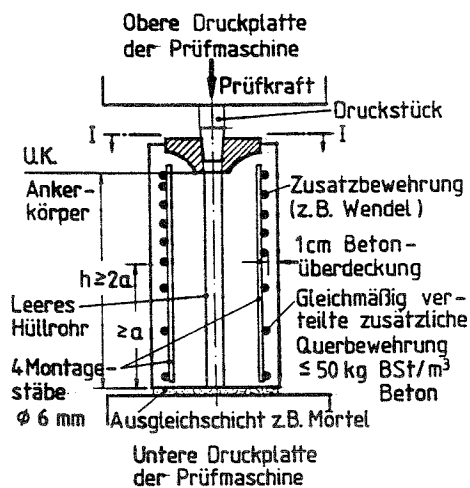 Obere Druckplatte
der Prüfmaschine
Prüfkraft
Druckstück
I
I
U.K.
Anker-
körper
Zusatzbewehrung
(z.B. Wendel)
1cm Beton-
überdeckung
h≥2a
≥a
Leeres
Hüllrohr
Gleichmäßig ver-
teilte zusätzliche
Querbewehrung
≤ 50 kg BSt/m³
Beton
4 Montage-
stäbe
ϕ 6 mm
Ausgleichschicht z.B. Mörtel
Untere Druckplatte
der Prüfmaschine